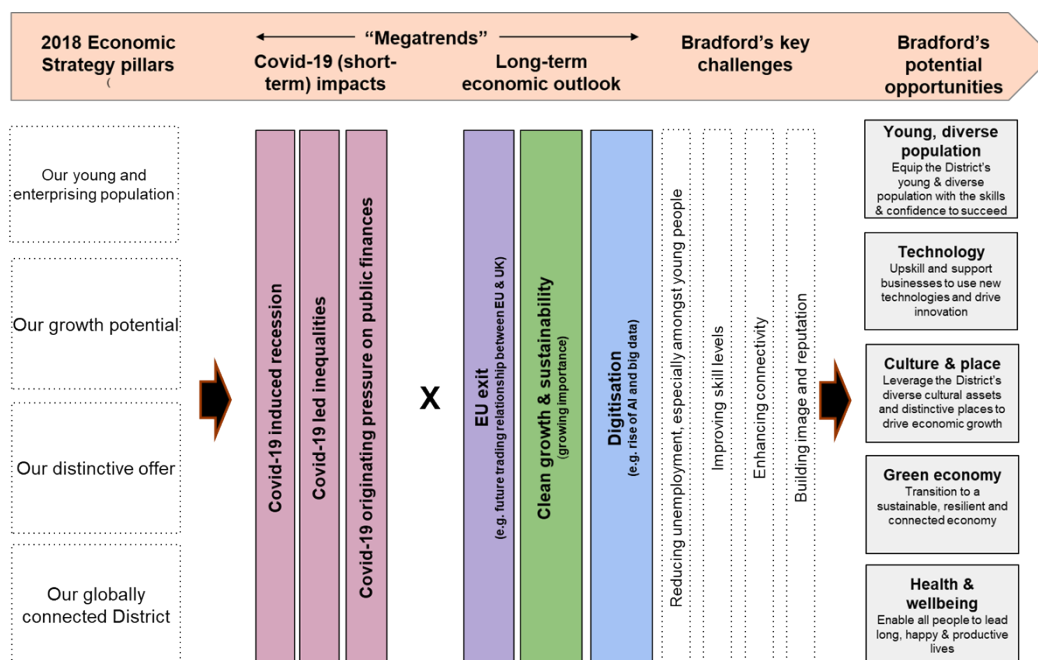 2018 Economic
Strategy pillars
(
“Megatrends”
Covid-19 (short-
term) impacts
Long-term
economic outlook
Bradford’s key
challenges
Bradford’s
potential
opportunities
Our young and
enterprising population
Our growth potential
Our distinctive offer
Our globally
connected District
Covid-19 induced recession
Covid-19 led inequalities
Covid-19 originating pressure on public finances
X
EU exit
(e.g. future trading relationship between EU & UK)
Clean growth & sustainability
(growing importance)
Digitisation
(e.g. rise of AI and big data)
Reducing unemployment, especially amongst young people
Improving skill levels
Enhancing connectivity
Building image and reputation
Young, diverse
population
Equip the District’s
young & diverse
population with the skills
& confidence to succeed
Technology
Upskill and support
businesses to use new
technologies and drive
innovation
Culture & place
Leverage the District’s
diverse cultural assets
and distinctive places to
drive economic growth
Green economy
Transition to a
sustainable, resilient and
connected economy
Health &
wellbeing
Enable all people to lead
long, happy & productive
lives